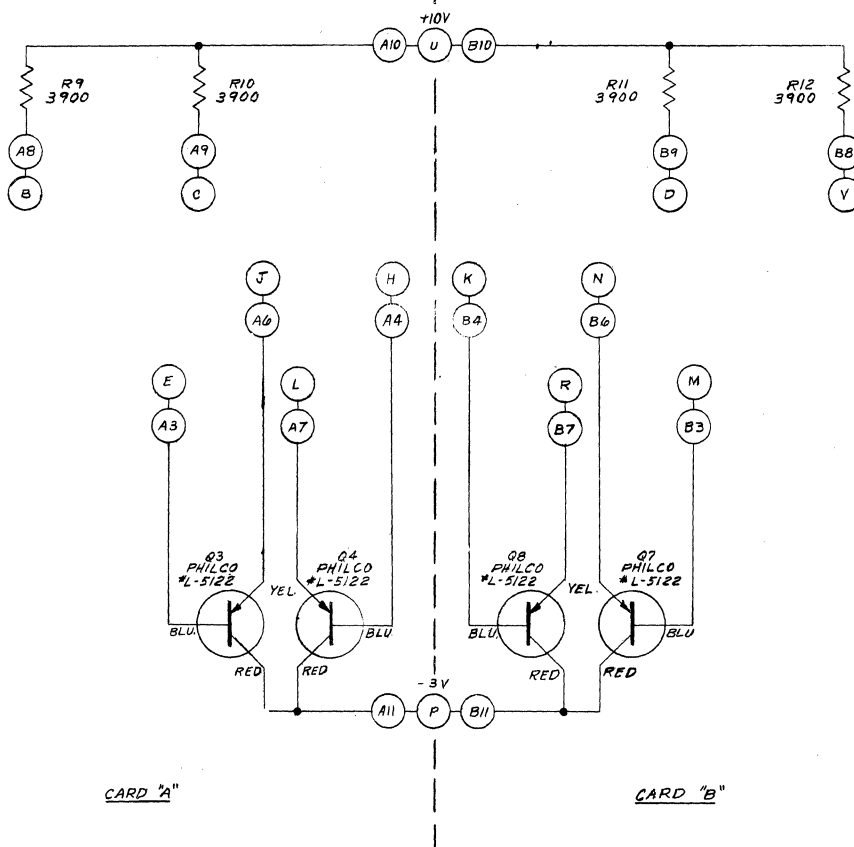 +10V
A10 U B10
R9
3900
R10
3900
R11
3900
R12
3900
A8
B
A9
C
B9
D
B8
V
J
A6
H
A4
K
B4
N
B6
E
A3
L
A7
R
B7
M
B3
Q3
PHILCO
*L-5122
Q4
PHILCO
*L-5122
Q8
PHILCO
*L-5122
Q7
PHILCO
*L-5122
YEL.
YEL.
BLU.
BLU.
BLU.
BLU
RED
RED
RED
RED
-3V
A11 P B11
CARD "A"
CARD "B"